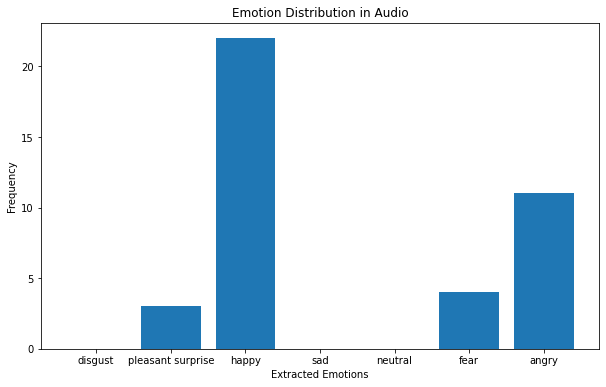 Emotion Distribution in Audio
Frequency
20
15
10
5
0
disgust pleasant surprise happy sad neutral fear angry
Extracted Emotions